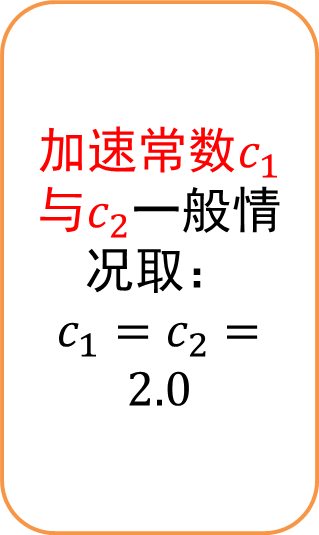 加速常数c₁
与c₂一般情
况取：
c₁ = c₂ =
2.0